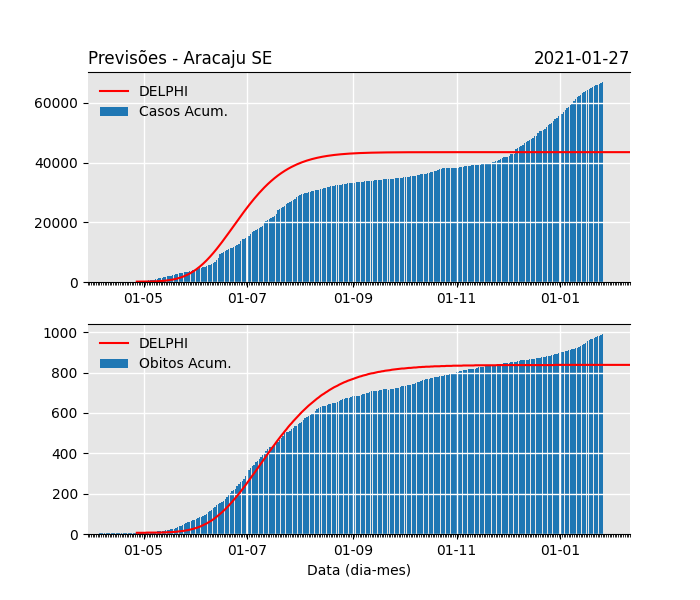 Previsões - Aracaju SE 2021-01-27
DELPHI
Casos Acum.
60000
40000
20000
0
01-05 01-07 01-09 01-11 01-01
DELPHI
Obitos Acum.
1000
800
600
400
200
0
01-05 01-07 01-09 01-11 01-01
Data (dia-mes)